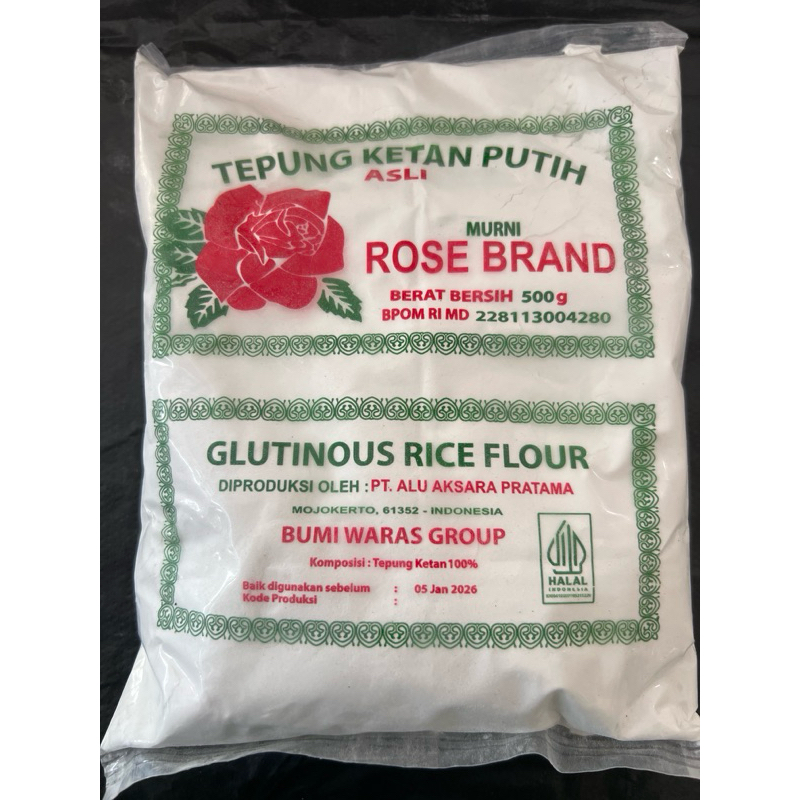 TEPUNG KETAN PUTIH
ASLI
MURNI
ROSE BRAND
BERAT BERSIH 500g
BPOM RI MD 228113004280
GLUTINOUS RICE FLOUR
DIPRODUKSI OLEH : PT. ALU AKSARA PRATAMA
MOJOKERTO, 61352 - INDONESIA
BUMI WARAS GROUP
Komposisi : Tepung Ketan 100%
Baik digunakan sebelum : 05 Jan 2026
Kode Produksi :
HALAL
INDONESIA